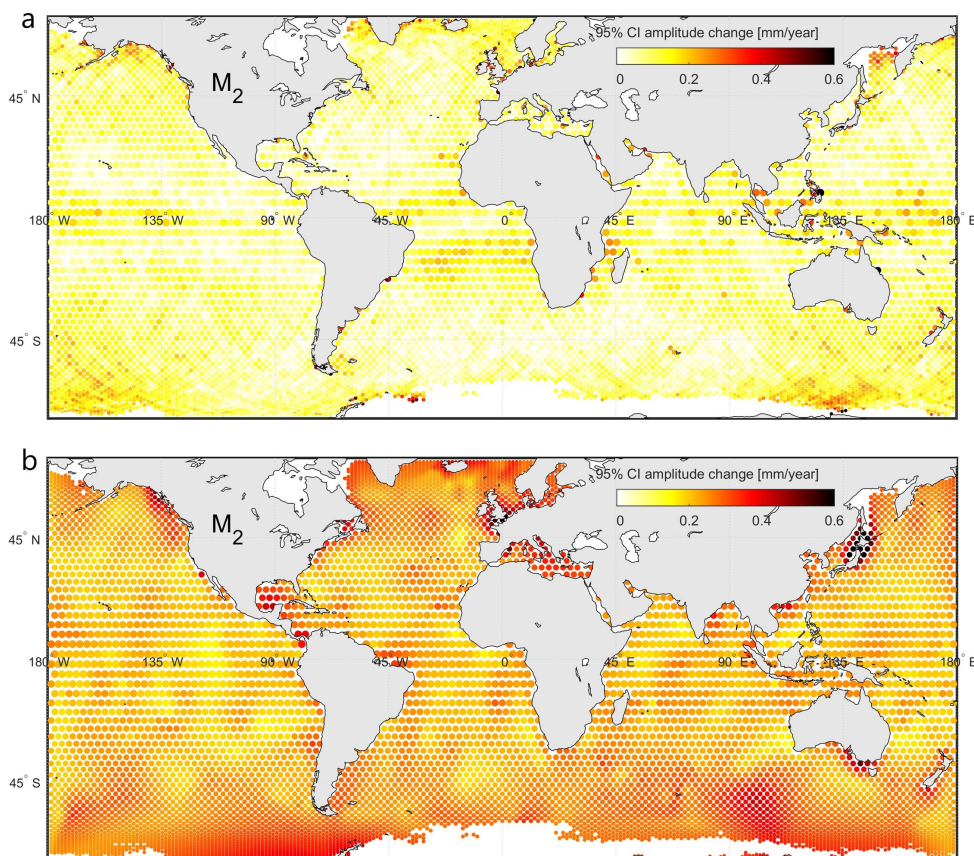 a
95% CI amplitude change [mm/year]
0 0.2 0.4 0.6
M₂
45° N
180° W 135° W 90° W 45° W 0° 45° E 90° E 135° E 180° E
45° S
b
95% CI amplitude change [mm/year]
0 0.2 0.4 0.6
M₂
45° N
180° W 135° W 90° W 45° W 0° 45° E 90° E 135° E 180° E
45° S